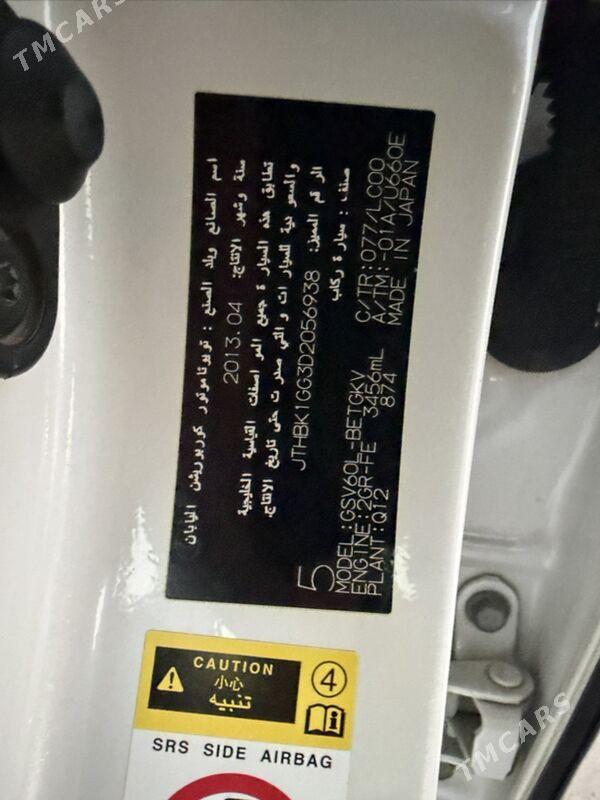 TMCARS
اسم الصانع وبلد الصنع : تويوتا موتور كوربوريشن اليابان
سنة وشهر الانتاج: 2013.04
تطابق هذه السيارة جميع المواصفات القياسية الخليجية
والسعودية للسيارات والتي صدرت حتى تاريخ الانتاج.
الرقم المميز: JTHBK1GG3D2056938
صنف : سيارة ركاب
5
MODEL:GSV60L-BETGKV C/TR:077/LC00
ENGINE:2GR-FE 3456mL A/TM:-01A/U660E
PLANT:Q12 874 MADE IN JAPAN
CAUTION
小心
تنبيه
4
SRS SIDE AIRBAG
TMCARS